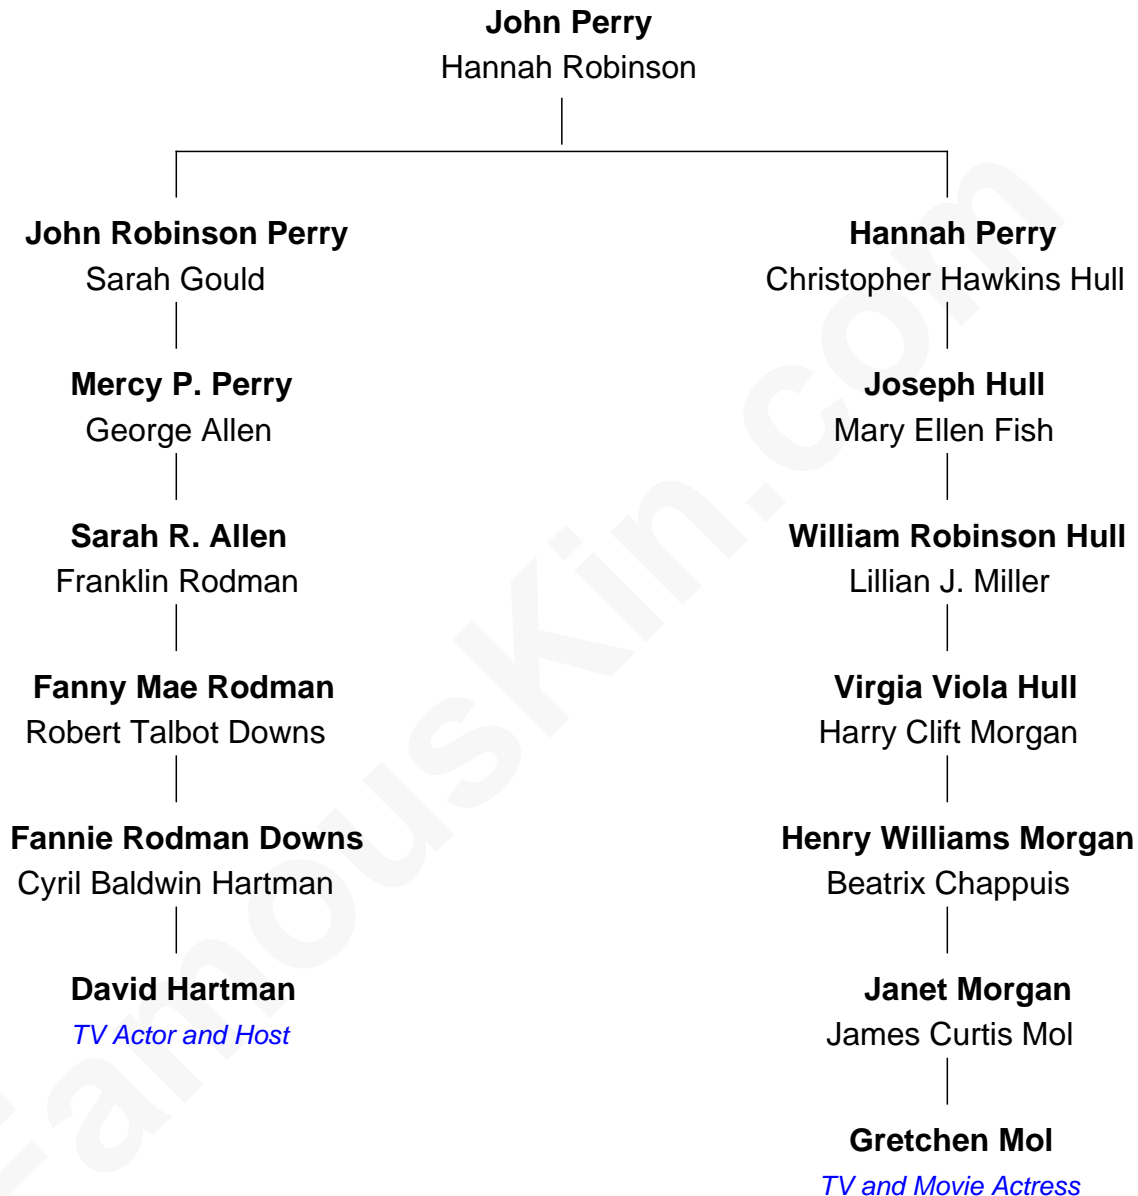 John Perry
Hannah Robinson
John Robinson Perry
Sarah Gould
Mercy P. Perry
George Allen
Sarah R. Allen
Franklin Rodman
Fanny Mae Rodman
Robert Talbot Downs
Fannie Rodman Downs
Cyril Baldwin Hartman
David Hartman
TV Actor and Host
Hannah Perry
Christopher Hawkins Hull
Joseph Hull
Mary Ellen Fish
William Robinson Hull
Lillian J. Miller
Virgia Viola Hull
Harry Clift Morgan
Henry Williams Morgan
Beatrix Chappuis
Janet Morgan
James Curtis Mol
Gretchen Mol
TV and Movie Actress
FamousKin.com